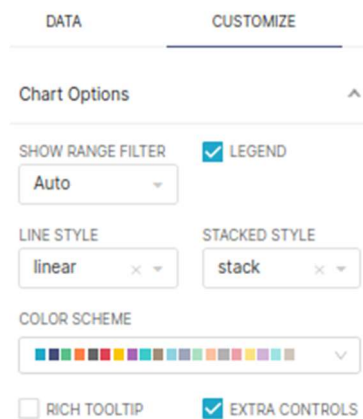 DATA CUSTOMIZE
Chart Options
SHOW RANGE FILTER LEGEND
Auto
LINE STYLE STACKED STYLE
linear stack
COLOR SCHEME
RICH TOOLTIP EXTRA CONTROLS